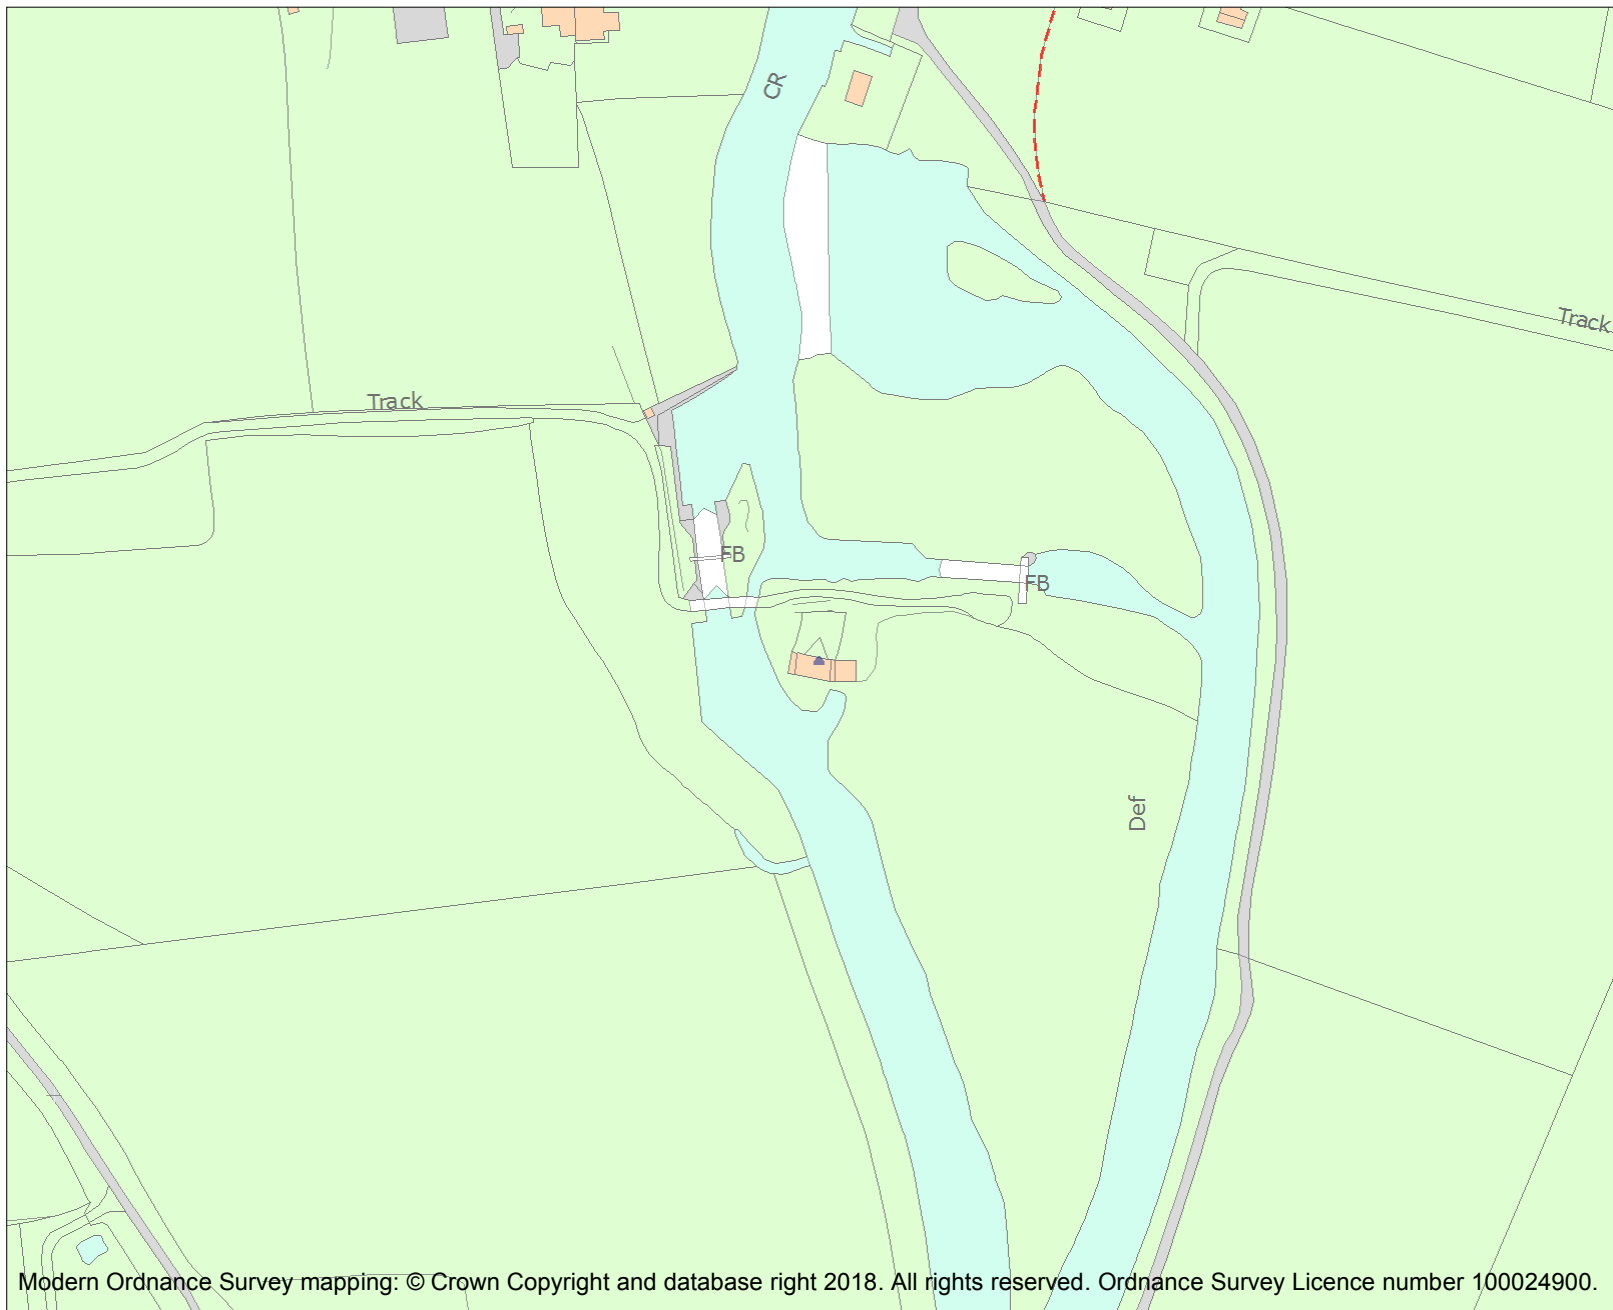 CR
Track
Track
FB
FB
Def
Modern Ordnance Survey mapping: © Crown Copyright and database right 2018. All rights reserved. Ordnance Survey Licence number 100024900.